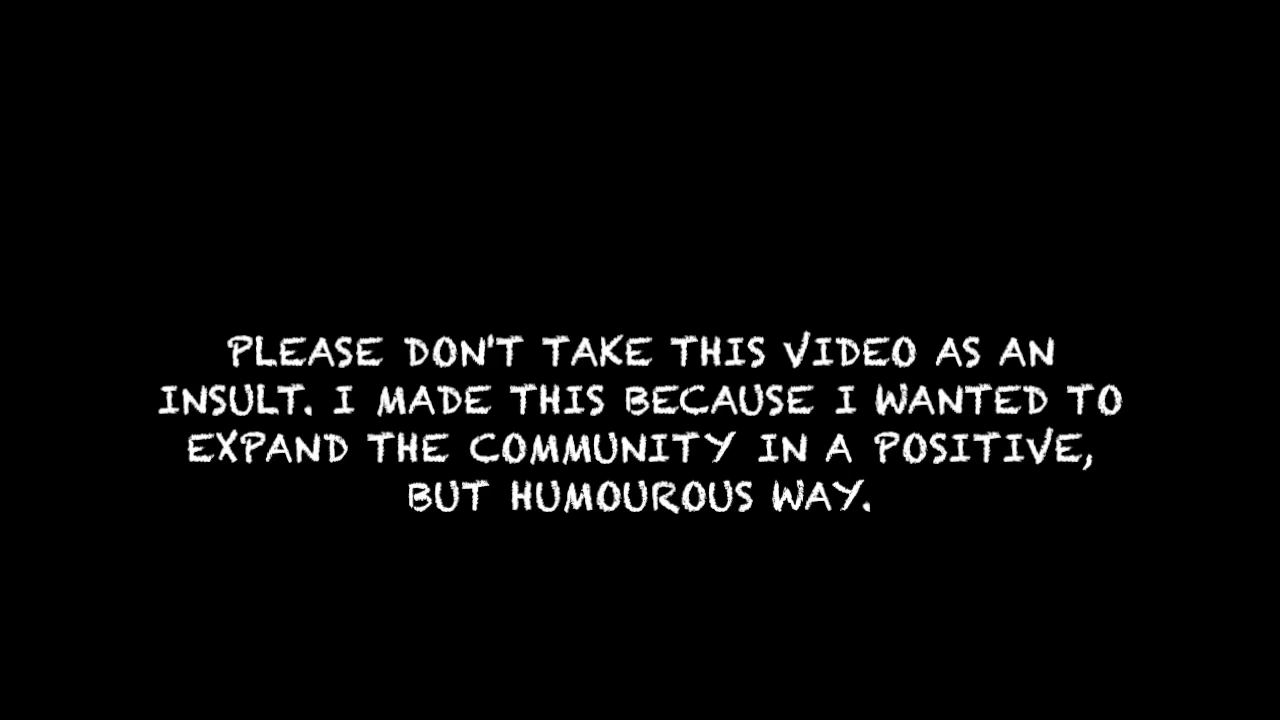 PLEASE DON'T TAKE THIS VIDEO AS AN
INSULT. I MADE THIS BECAUSE I WANTED TO
EXPAND THE COMMUNITY IN A POSITIVE,
BUT HUMOUROUS WAY.